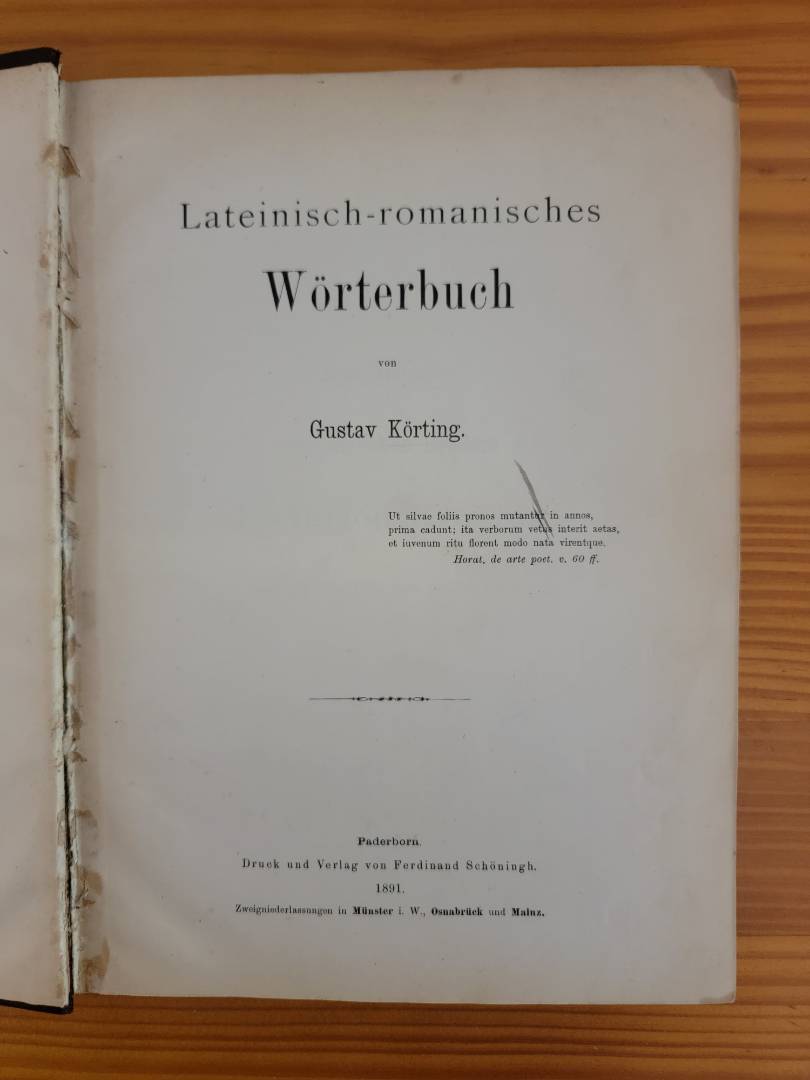 Lateinisch-romanisches
Wörterbuch
von
Gustav Körting.
Ut silvae foliis pronos mutantur in annos,
prima cadunt; ita verborum vetus interit aetas,
et iuvenum ritu florent modo nata virentque.
Horat. de arte poet. v. 60 ff.
Paderborn.
Druck und Verlag von Ferdinand Schöningh.
1891.
Zweigniederlassungen in Münster i. W., Osnabrück und Mainz.